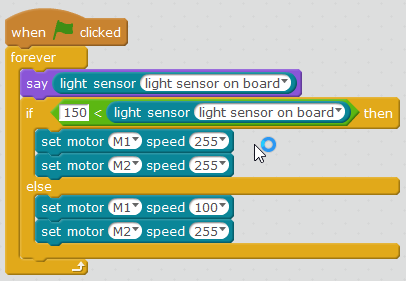 when clicked
forever
say light sensor light sensor on board
if 150 < light sensor light sensor on board then
set motor M1 speed 255
set motor M2 speed 255
else
set motor M1 speed 100
set motor M2 speed 255